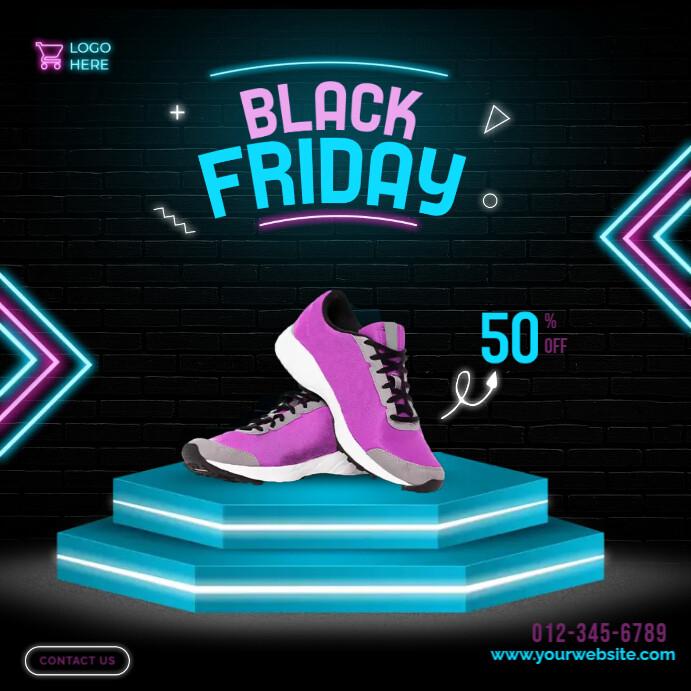 LOGO
HERE
BLACK
FRIDAY
50 %
OFF
012-345-6789
www.yourwebsite.com
CONTACT US